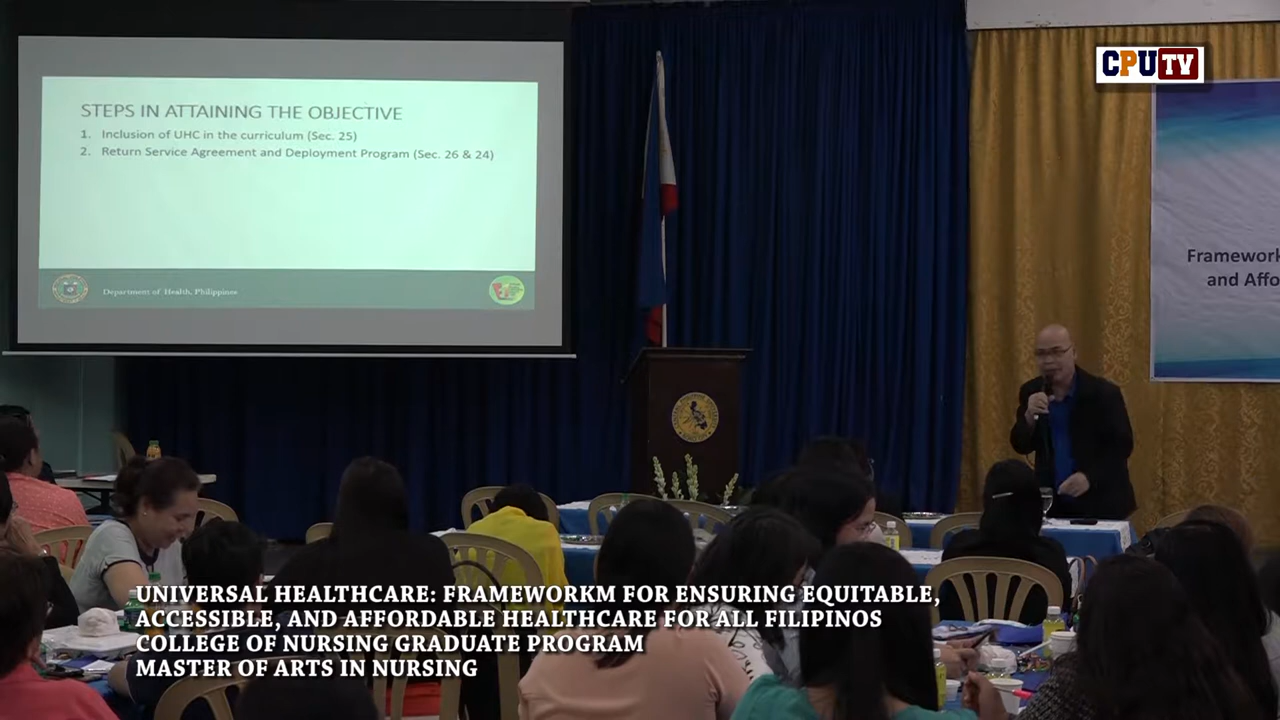 CPUTV
STEPS IN ATTAINING THE OBJECTIVE
1. Inclusion of UHC in the curriculum (Sec. 25)
2. Return Service Agreement and Deployment Program (Sec. 26 & 24)
Department of Health, Philippines
Framework
and Affo
UNIVERSAL HEALTHCARE: FRAMEWORKM FOR ENSURING EQUITABLE,
ACCESSIBLE, AND AFFORDABLE HEALTHCARE FOR ALL FILIPINOS
COLLEGE OF NURSING GRADUATE PROGRAM
MASTER OF ARTS IN NURSING